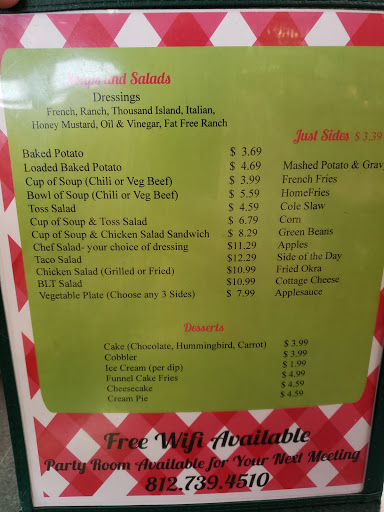 and Salads
Dressings
French, Ranch, Thousand Island, Italian,
Honey Mustard, Oil & Vinegar, Fat Free Ranch
Baked Potato $ 3.69
Loaded Baked Potato $ 4.69
Cup of Soup (Chili or Veg Beef) $ 3.99
Bowl of Soup (Chili or Veg Beef) $ 5.59
Toss Salad $ 4.59
Cup of Soup & Toss Salad $ 6.79
Cup of Soup & Chicken Salad Sandwich $ 8.29
Chef Salad- your choice of dressing $11.29
Taco Salad $12.29
Chicken Salad (Grilled or Fried) $10.99
BLT Salad $10.99
Vegetable Plate (Choose any 3 Sides) $ 7.99
Just Sides $ 3.39
Mashed Potato & Grav
French Fries
HomeFries
Cole Slaw
Corn
Green Beans
Apples
Side of the Day
Fried Okra
Cottage Cheese
Applesauce
Desserts
Cake (Chocolate, Hummingbird, Carrot) $ 3.99
Cobbler $ 3.99
Ice Cream (per dip) $ 1.99
Funnel Cake Fries $ 4.99
Cheesecake $ 4.59
Cream Pie $ 4.59
Free Wifi Available
Party Room Available for Your Next Meeting
812.739.4510